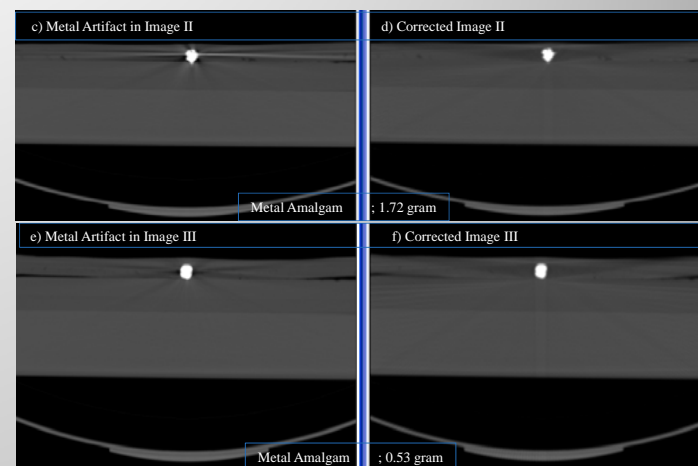 c) Metal Artifact in Image II
d) Corrected Image II
Metal Amalgam ; 1.72 gram
e) Metal Artifact in Image III
f) Corrected Image III
Metal Amalgam ; 0.53 gram